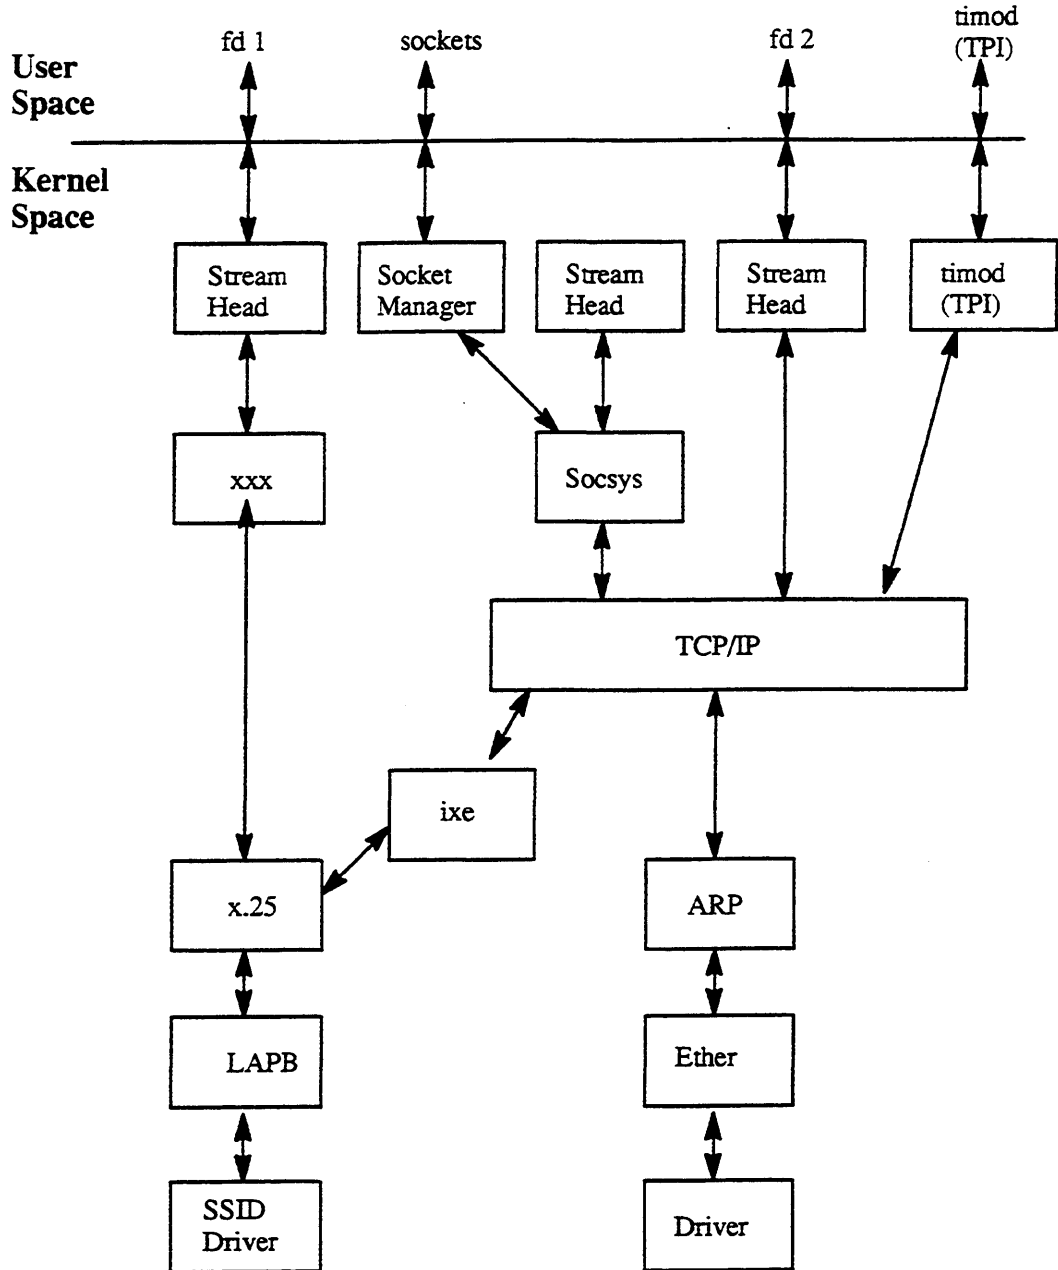 timod
(TPI)
fd 1
sockets
fd 2
User
Space
Kernel
Space
Stream
Head
Socket
Manager
Stream
Head
Stream
Head
timod
(TPI)
xxx
Socsys
TCP/IP
ixe
x.25
ARP
LAPB
Ether
SSID
Driver
Driver